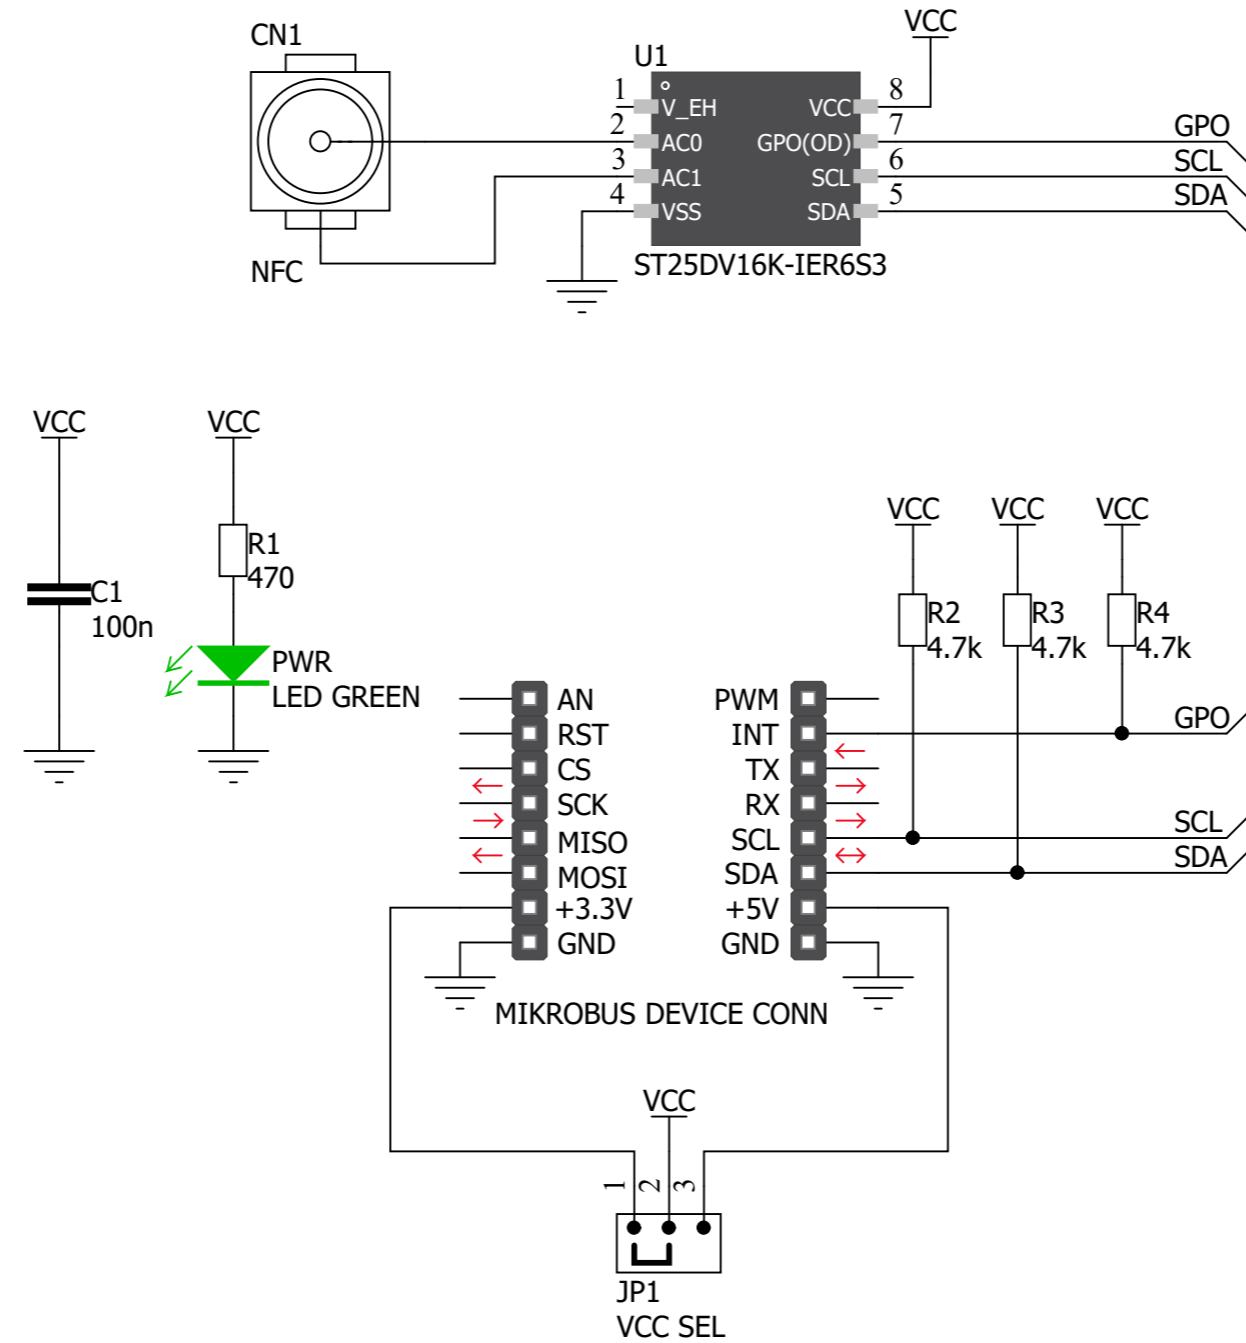 CN1
NFC
U1
VCC
1
V_EH
VCC
8
2
AC0
GPO(OD)
7
GPO
3
AC1
SCL
6
SCL
4
VSS
SDA
5
SDA
ST25DV16K-IER6S3
VCC
C1
100n
VCC
R1
470
PWR
LED GREEN
VCC
VCC
VCC
R2
4.7k
R3
4.7k
R4
4.7k
AN
PWM
RST
INT
GPO
CS
TX
SCK
RX
MISO
SCL
SCL
MOSI
SDA
SDA
+3.3V
+5V
GND
GND
MIKROBUS DEVICE CONN
VCC
1
2
3
JP1
VCC SEL